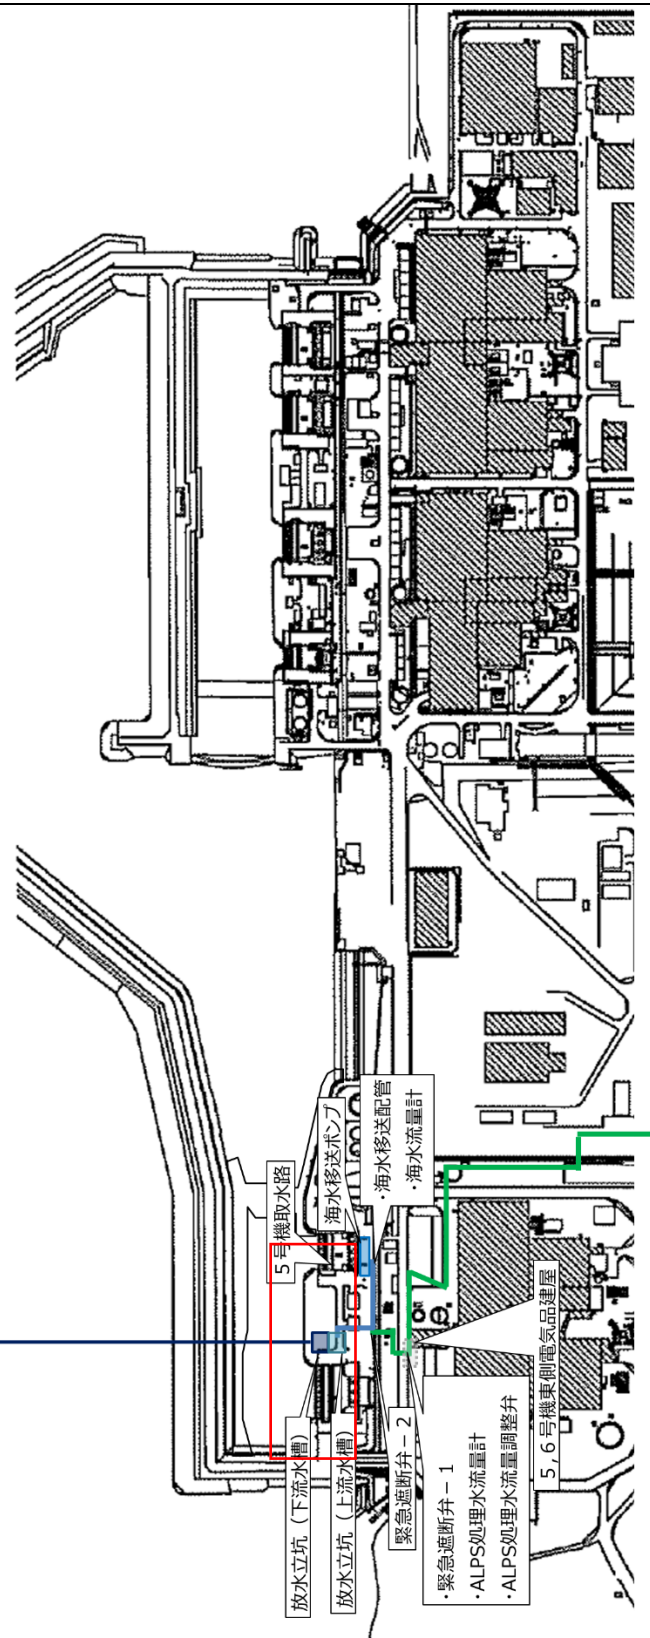 5号機取水路
海水移送ポンプ
・海水移送配管
・海水流量計
放水立坑（下流水槽）
放水立坑（上流水槽）
緊急遮断弁－2
・緊急遮断弁－1
・ALPS処理水流量計
・ALPS処理水流量調整弁
5,6号機東側電気品建屋